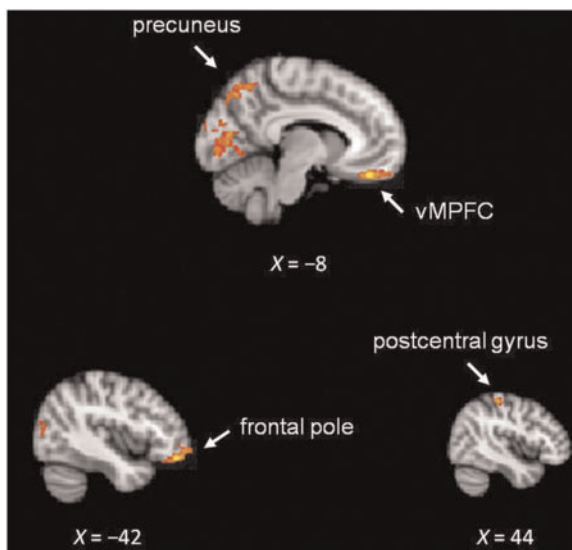 precuneus
vMPFC
X = −8
postcentral gyrus
frontal pole
X = −42
X = 44